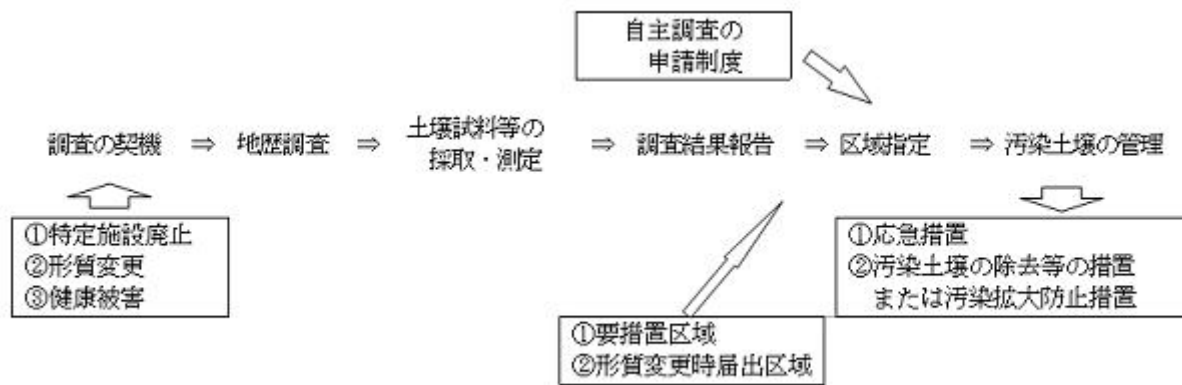 自主調査の
申請制度
調査の契機 ⇒ 地歴調査 ⇒ 土壌試料等の
採取・測定 ⇒ 調査結果報告 ⇒ 区域指定 ⇒ 汚染土壌の管理
①特定施設廃止
②形質変更
③健康被害
①応急措置
②汚染土壌の除去等の措置
または汚染拡大防止措置
①要措置区域
②形質変更時届出区域